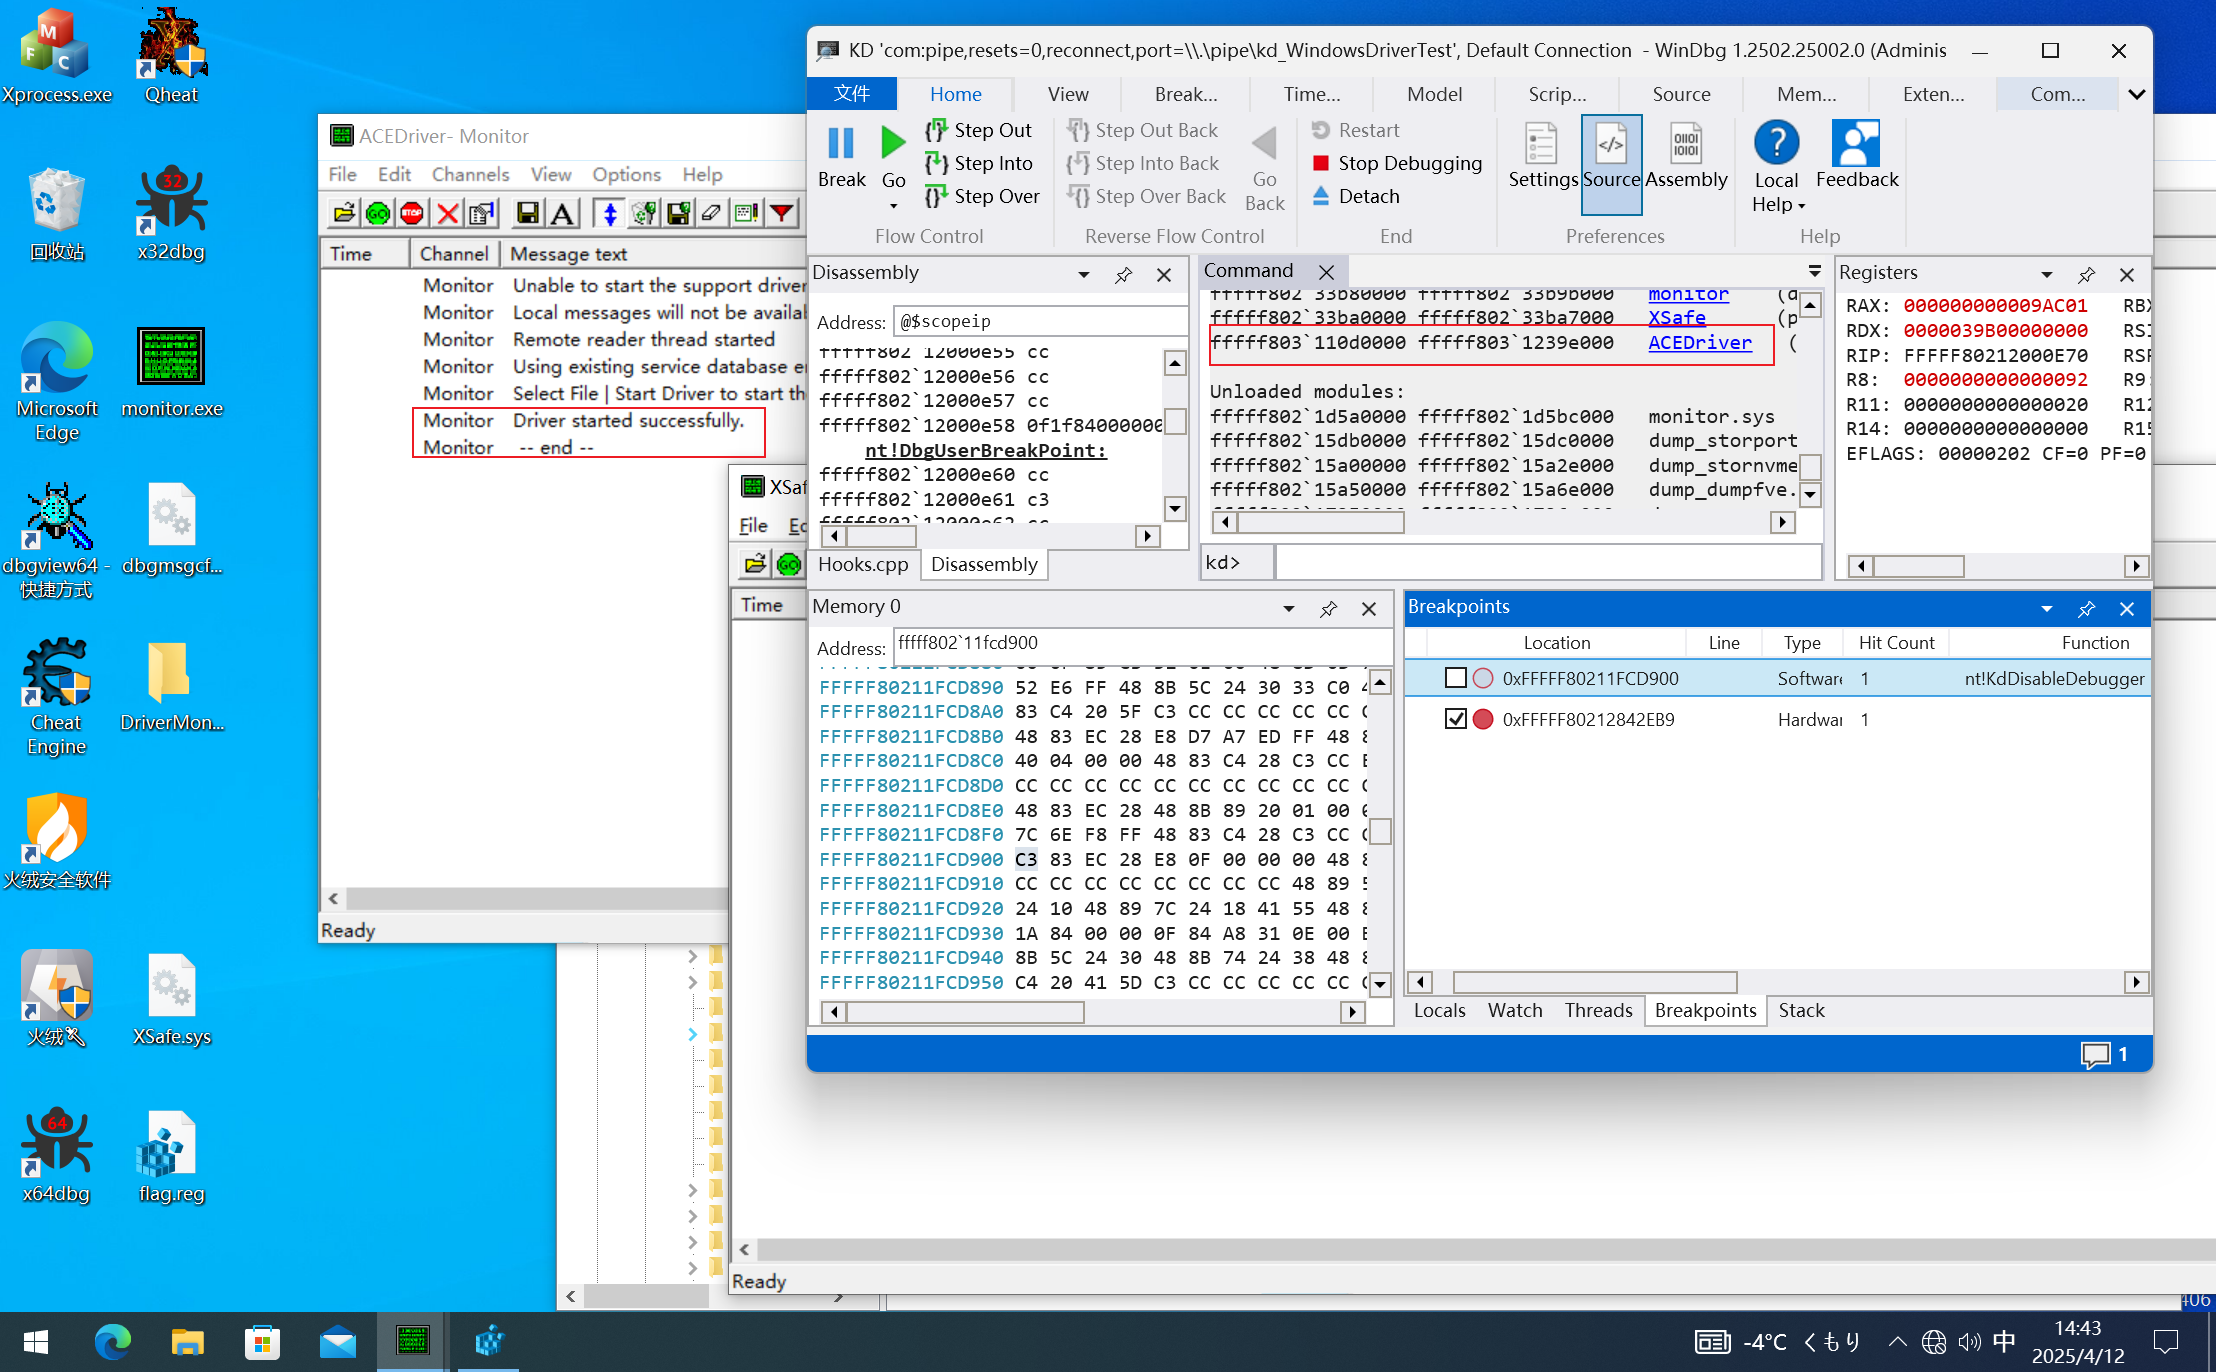 Xprocess.exe
Qheat
回收站
x32dbg
Microsoft
Edge
monitor.exe
dbgview64 -
快捷方式
dbgmsgcf...
Cheat
Engine
DriverMon...
火绒安全软件
火绒
XSafe.sys
x64dbg
flag.reg
ACEDriver- Monitor
File Edit Channels View Options Help
Time Channel Message text
Monitor Unable to start the support driver
Monitor Local messages will not be availa
Monitor Remote reader thread started
Monitor Using existing service database e
Monitor Select File | Start Driver to start th
Monitor Driver started successfully.
Monitor -- end --
Ready
XSaf
File Ed
Time
Ready
KD 'com:pipe,resets=0,reconnect,port=\\.\pipe\kd_WindowsDriverTest', Default Connection - WinDbg 1.2502.25002.0 (Adminis
文件 Home View Break... Time... Model Scrip... Source Mem... Exten... Com...
Break
Go
Step Out
Step Into
Step Over
Flow Control
Step Out Back
Step Into Back
Step Over Back
Go
Back
Reverse Flow Control
Restart
Stop Debugging
Detach
End
Settings Source Assembly
Preferences
Local
Help
Feedback
Help
Disassembly
Address: @$scopeip
fffff802`12000e55 cc
fffff802`12000e56 cc
fffff802`12000e57 cc
fffff802`12000e58 0f1f84000000
nt!DbgUserBreakPoint:
fffff802`12000e60 cc
fffff802`12000e61 c3
fffff802`12000e62 cc
Hooks.cpp Disassembly
Command
fffff802`33b80000 fffff802`33b9b000 monitor (d
fffff802`33ba0000 fffff802`33ba7000 XSafe (p
fffff803`110d0000 fffff803`1239e000 ACEDriver (
Unloaded modules:
fffff802`1d5a0000 fffff802`1d5bc000 monitor.sys
fffff802`15db0000 fffff802`15dc0000 dump_storport
fffff802`15a00000 fffff802`15a2e000 dump_stornvme
fffff802`15a50000 fffff802`15a6e000 dump_dumpfve.
kd>
Registers
RAX: 000000000009AC01 RBX
RDX: 0000039B00000000 RSI
RIP: FFFFF80212000E70 RSP
R8: 0000000000000092 R9:
R11: 0000000000000020 R12
R14: 0000000000000000 R15
EFLAGS: 00000202 CF=0 PF=0
Memory 0
Address: fffff802`11fcd900
FFFFF80211FCD890 52 E6 FF 48 8B 5C 24 30 33 C0 4
FFFFF80211FCD8A0 83 C4 20 5F C3 CC CC CC CC CC C
FFFFF80211FCD8B0 48 83 EC 28 E8 D7 A7 ED FF 48 8
FFFFF80211FCD8C0 40 04 00 00 48 83 C4 28 C3 CC E
FFFFF80211FCD8D0 CC CC CC CC CC CC CC CC CC CC C
FFFFF80211FCD8E0 48 83 EC 28 48 8B 89 20 01 00 0
FFFFF80211FCD8F0 7C 6E F8 FF 48 83 C4 28 C3 CC C
FFFFF80211FCD900 C3 83 EC 28 E8 0F 00 00 00 48 8
FFFFF80211FCD910 CC CC CC CC CC CC CC CC 48 89 5
FFFFF80211FCD920 24 10 48 89 7C 24 18 41 55 48 8
FFFFF80211FCD930 1A 84 00 00 0F 84 A8 31 0E 00 E
FFFFF80211FCD940 8B 5C 24 30 48 8B 74 24 38 48 8
FFFFF80211FCD950 C4 20 41 5D C3 CC CC CC CC CC C
Breakpoints
Location Line Type Hit Count Function
0xFFFFF80211FCD900 Software 1 nt!KdDisableDebugger
0xFFFFF80212842EB9 Hardwar 1
Locals Watch Threads Breakpoints Stack
1
406
-4°C くもり
中
14:43
2025/4/12